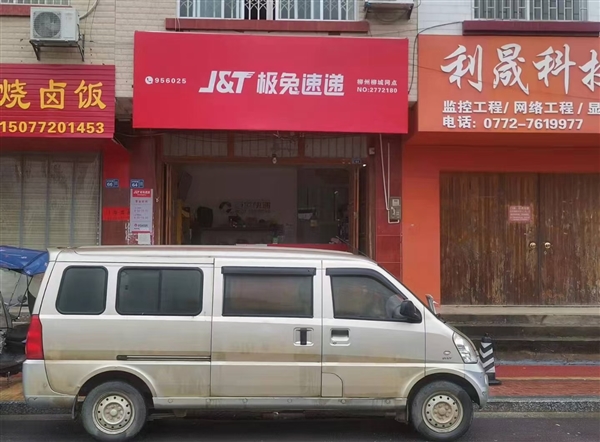 烧卤饭
15077201453
956025
J&T 极兔速递
柳州柳城网点
NO:2772189
利晟科技
监控工程/ 网络工程/ 显
电话: 0772-7619977